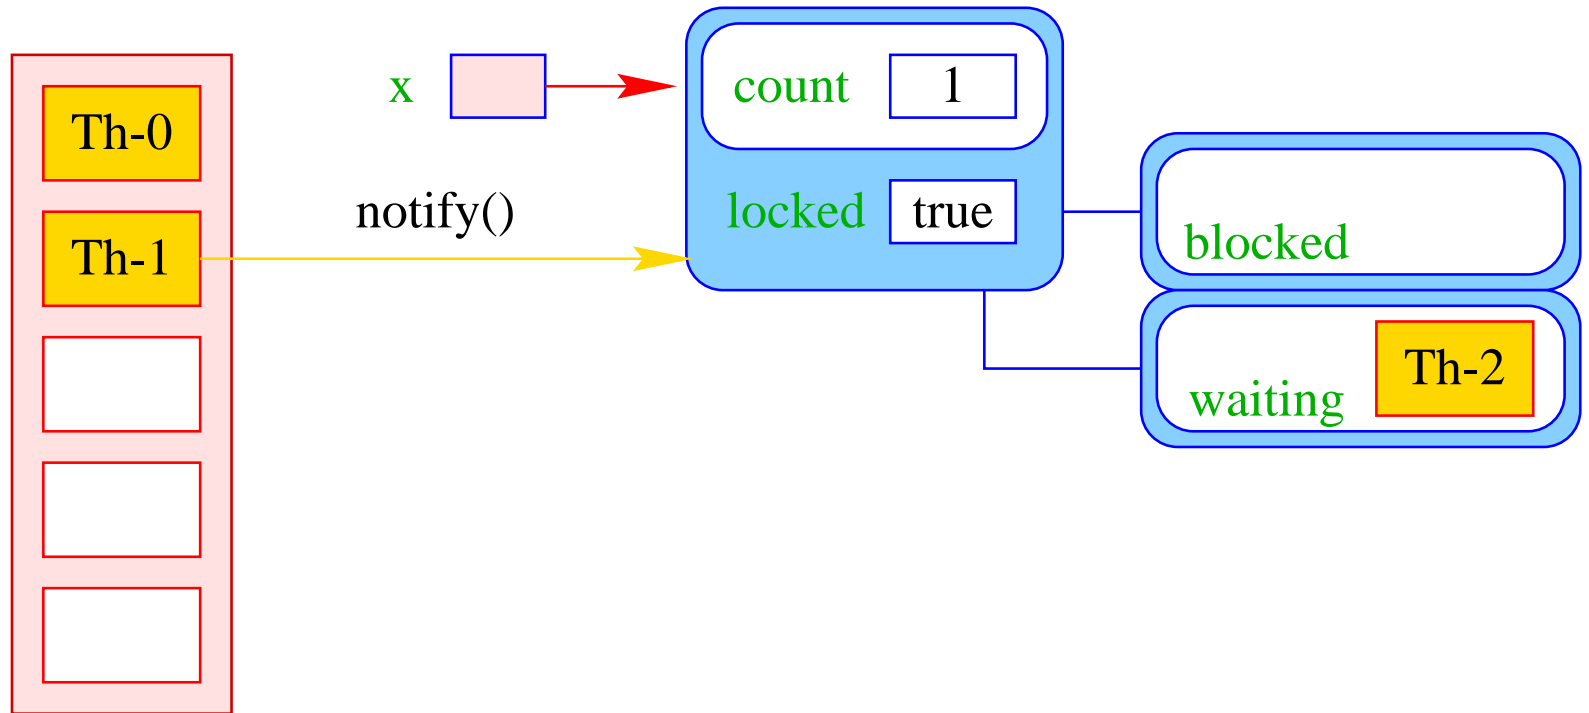 Th-0
Th-1
x
notify()
count 1
locked true
blocked
waiting Th-2